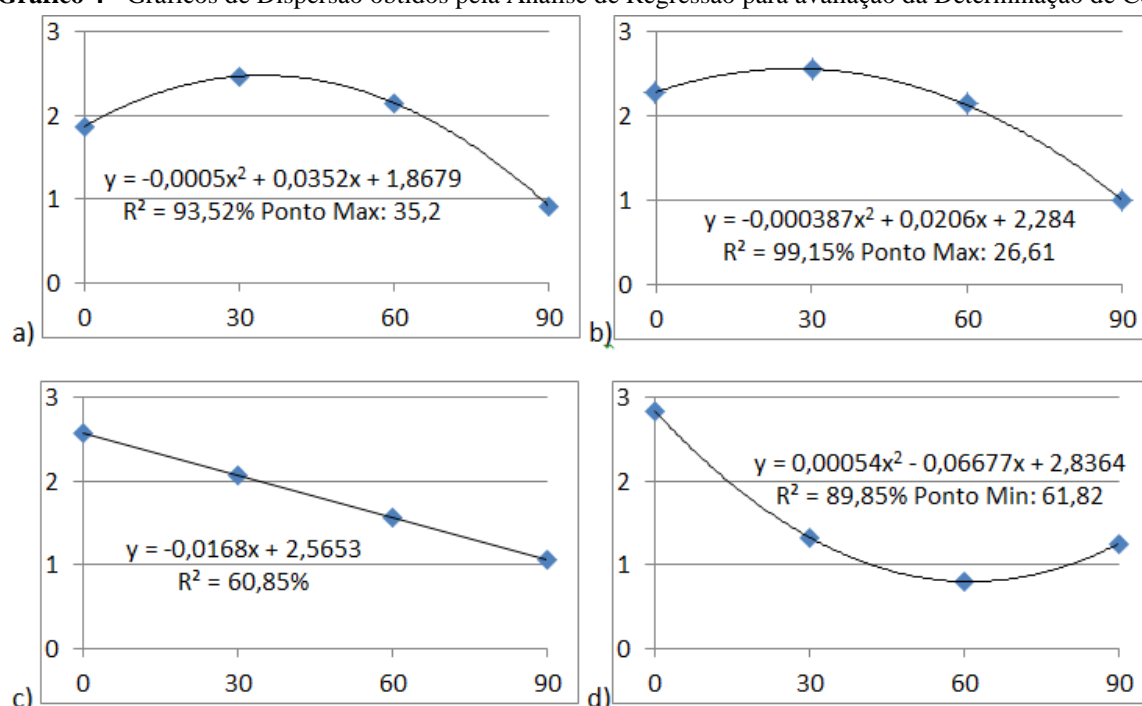 Gráfico 4 - Gráficos de Dispersão obtidos pela Análise de Regressão para avaliação da Determinação de
3
2
1
0
0 30 60 90
y = -0,0005x² + 0,0352x + 1,8679
R² = 93,52% Ponto Max: 35,2
a)
3
2
1
0
0 30 60 90
y = -0,000387x² + 0,0206x + 2,284
R² = 99,15% Ponto Max: 26,61
b)
3
2
1
0
0 30 60 90
y = -0,0168x + 2,5653
R² = 60,85%
c)
3
2
1
0
0 30 60 90
y = 0,00054x² - 0,06677x + 2,8364
R² = 89,85% Ponto Min: 61,82
d)